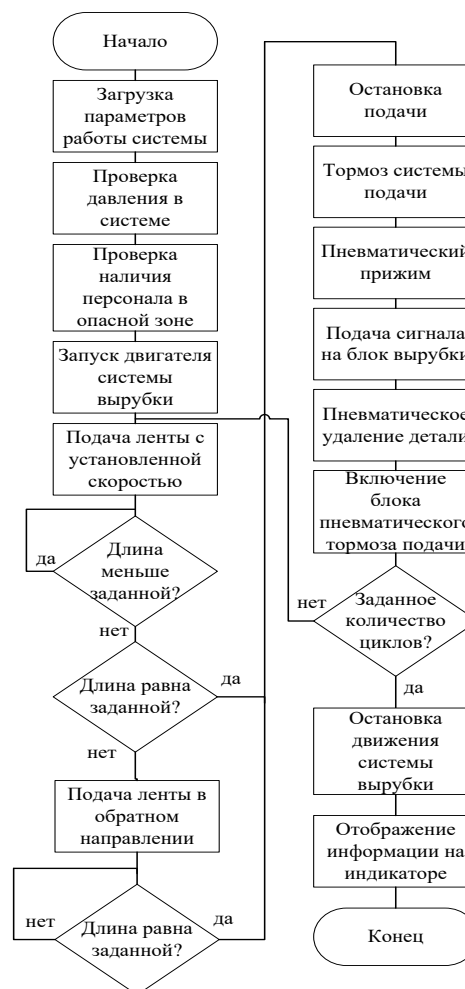 Начало
Загрузка
параметров
работы системы
Проверка
давления в
системе
Проверка
наличия
персонала в
опасной зоне
Запуск двигателя
системы
вырубки
Подача ленты с
установленной
скоростью
да
Длина
меньше
заданной?
нет
Длина равна
заданной?
да
нет
Подача ленты в
обратном
направлении
нет
Длина равна
заданной?
да
Остановка
подачи
Тормоз системы
подачи
Пневматический
прижим
Подача сигнала
на блок вырубки
Пневматическое
удаление детали
Включение
блока
пневматического
тормоза подачи
нет
Заданное
количество
циклов?
да
Остановка
движения
системы
вырубки
Отображение
информации на
индикаторе
Конец